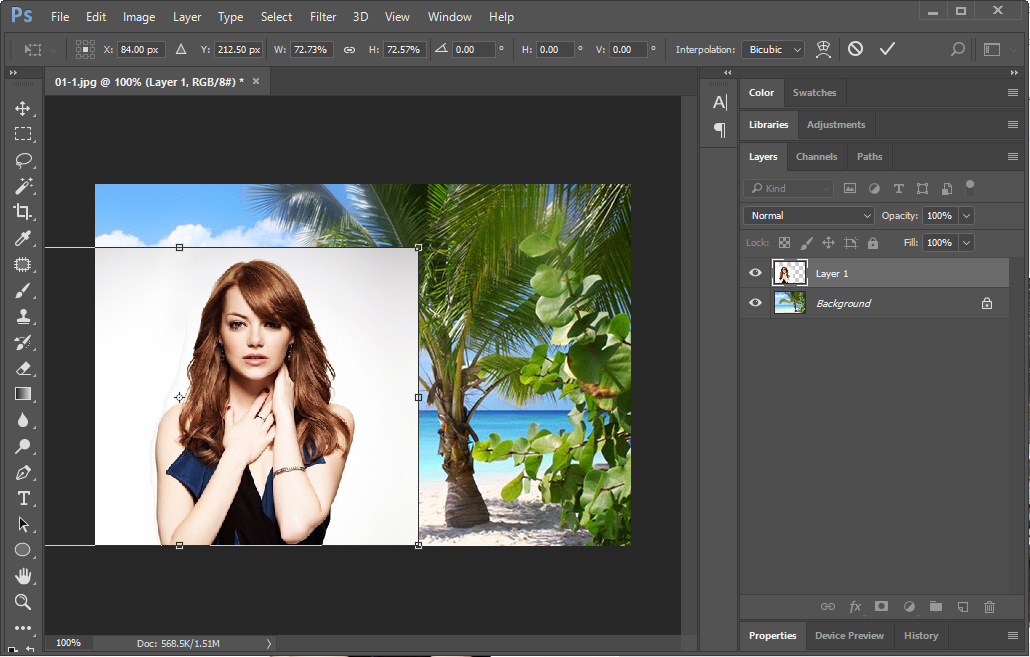 Ps File Edit Image Layer Type Select Filter 3D View Window Help
X: 84.00 px Y: 212.50 px W: 72.73% H: 72.57% 0.00 ° H: 0.00 ° V: 0.00 ° Interpolation: Bicubic
01-1.jpg @ 100% (Layer 1, RGB/8#) * ×
Color Swatches
Libraries Adjustments
Layers Channels Paths
Kind T
Normal Opacity: 100%
Lock: Fill: 100%
Layer 1
Background
fx
A
T
100% Doc: 568.5K/1.51M
Properties Device Preview History